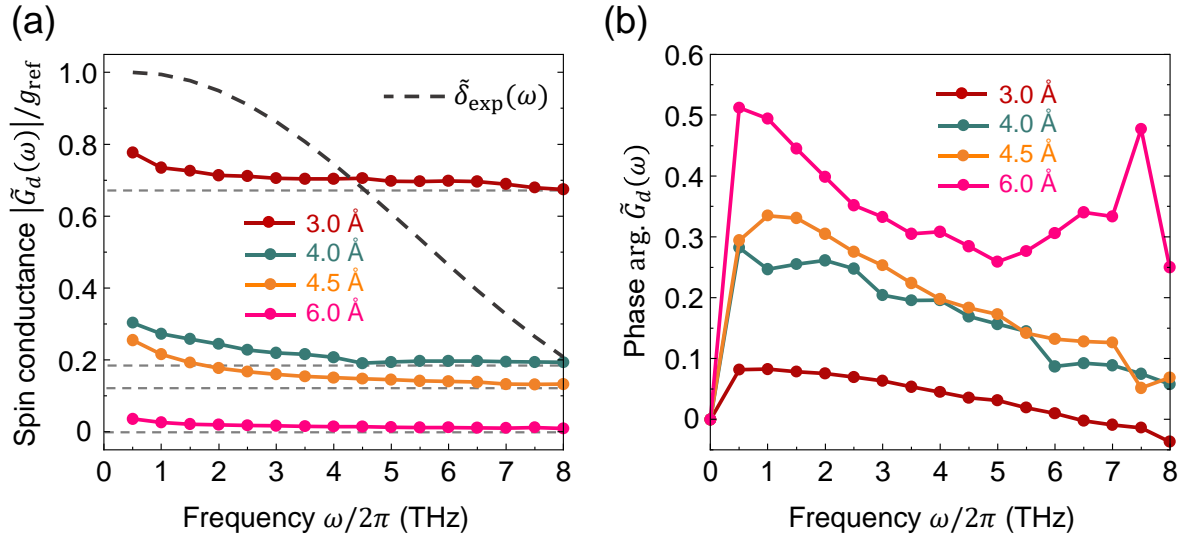 (a)
Spin conductance |G̃d(ω)|/gref
1.0
0.8
0.6
0.4
0.2
0
δ̃exp(ω)
3.0 Å
4.0 Å
4.5 Å
6.0 Å
0 1 2 3 4 5 6 7 8
Frequency ω/2π (THz)
(b)
Phase arg. G̃d(ω)
0.6
0.5
0.4
0.3
0.2
0.1
0
3.0 Å
4.0 Å
4.5 Å
6.0 Å
0 1 2 3 4 5 6 7 8
Frequency ω/2π (THz)